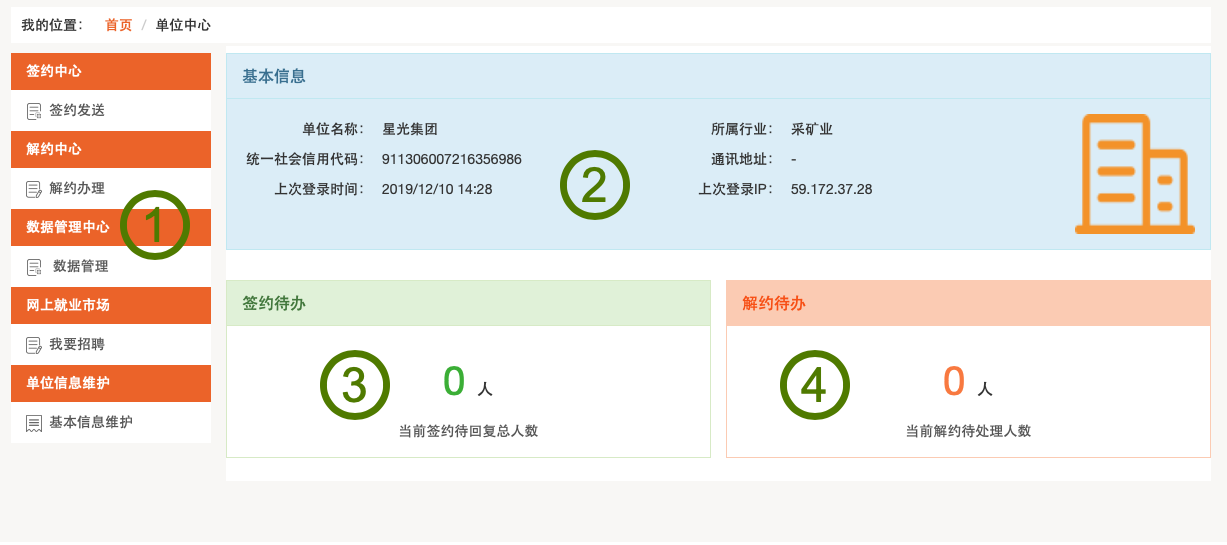 我的位置： 首页 / 单位中心
签约中心
签约发送
解约中心
解约办理
数据管理中心
数据管理
网上就业市场
我要招聘
单位信息维护
基本信息维护
1
基本信息
单位名称： 星光集团 所属行业： 采矿业
统一社会信用代码： 911306007216356986 通讯地址： -
上次登录时间： 2019/12/10 14:28 上次登录IP： 59.172.37.28
2
签约待办
3
0 人
当前签约待回复总人数
解约待办
4
0 人
当前解约待处理人数